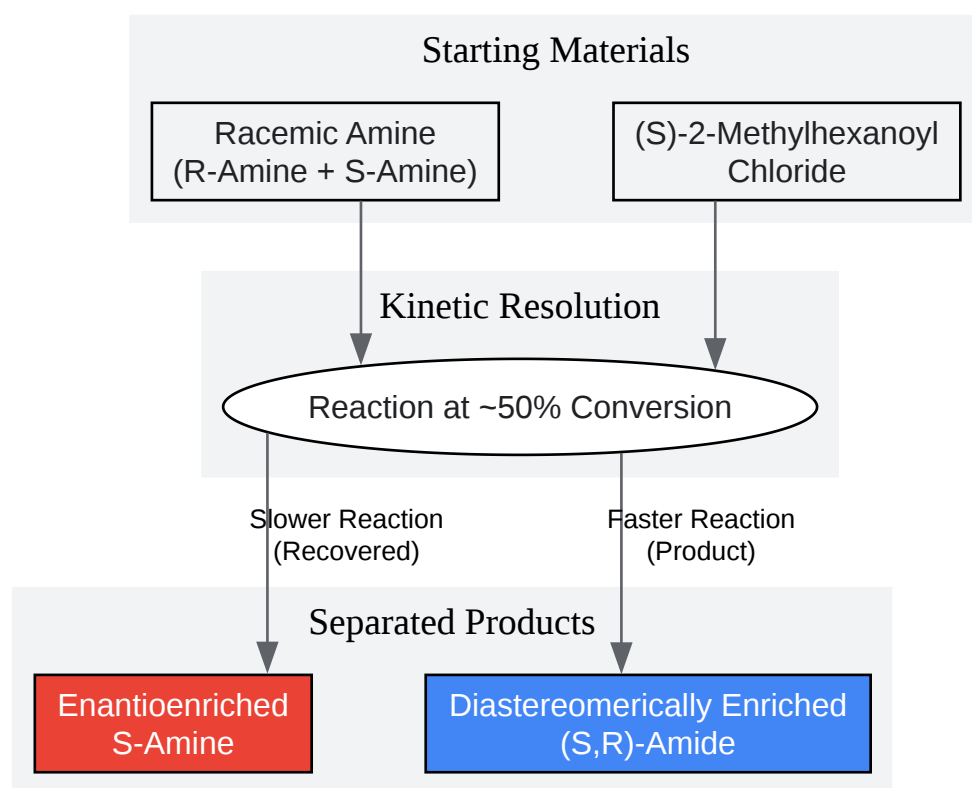 Starting Materials
Racemic Amine
(R-Amine + S-Amine)
(S)-2-Methylhexanoyl
Chloride
Kinetic Resolution
Reaction at ~50% Conversion
Slower Reaction
(Recovered)
Faster Reaction
(Product)
Separated Products
Enantioenriched
S-Amine
Diastereomerically Enriched
(S,R)-Amide